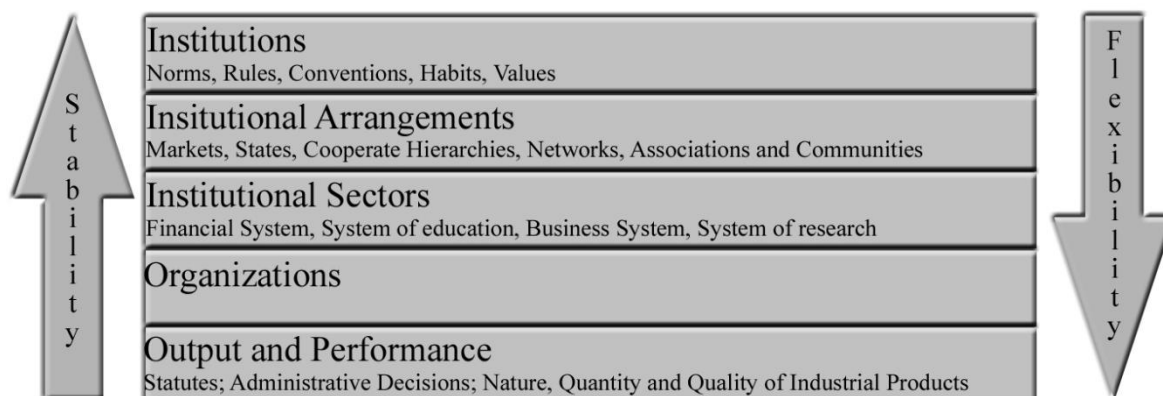 Stability
Institutions
Norms, Rules, Conventions, Habits, Values
Insitutional Arrangements
Markets, States, Cooperate Hierarchies, Networks, Associations and Communities
Institutional Sectors
Financial System, System of education, Business System, System of research
Organizations
Output and Performance
Statutes; Administrative Decisions; Nature, Quantity and Quality of Industrial Products
Flexibility